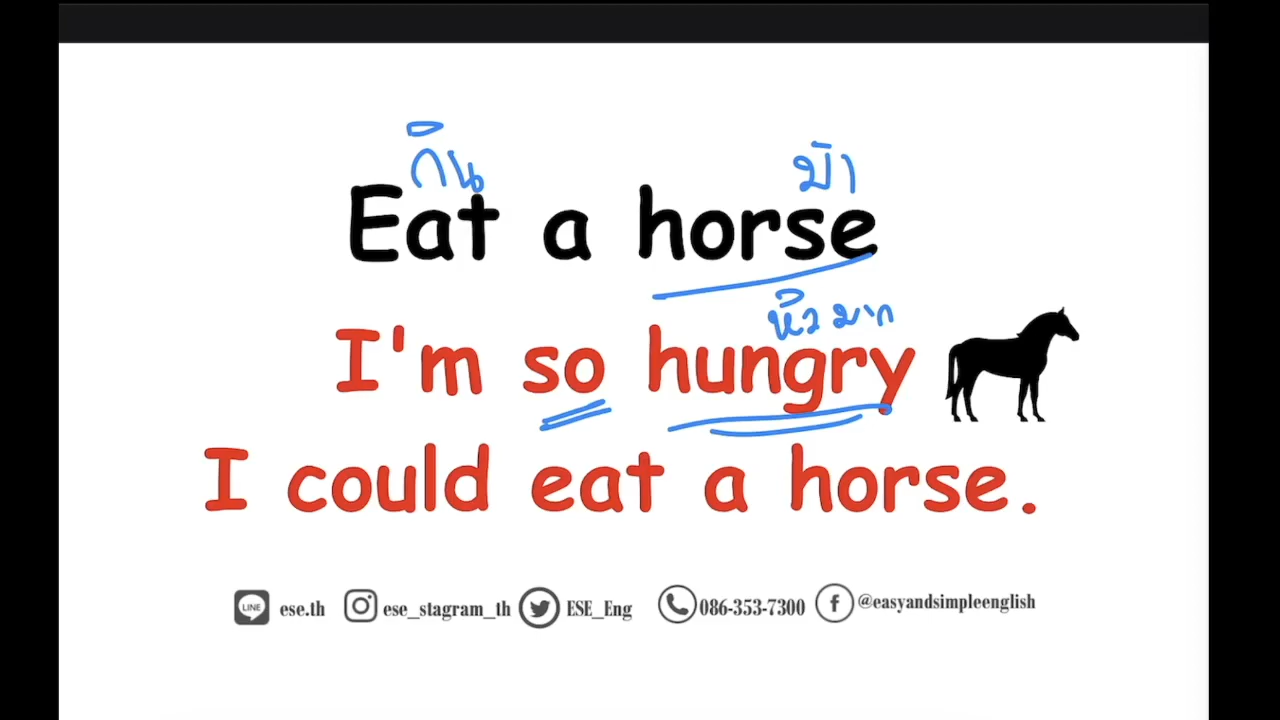 กิน ม้า
Eat a horse
หิว มาก
I'm so hungry
I could eat a horse.
LINE ese.th ese_stagram_th ESE_Eng 086-353-7300 @easyandsimpleenglish